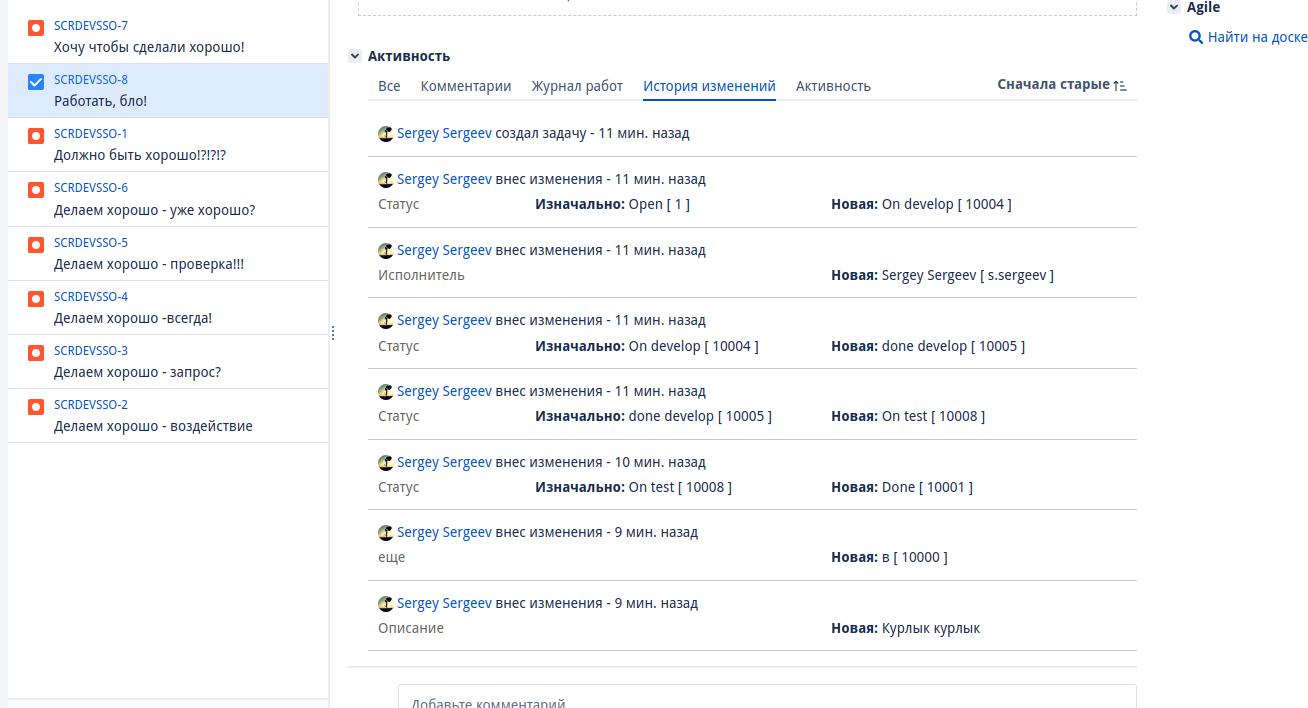 SCRDEVSSO-7
Хочу чтобы сделали хорошо!
SCRDEVSSO-8
Работать, бло!
SCRDEVSSO-1
Должно быть хорошо!?!?!?
SCRDEVSSO-6
Делаем хорошо - уже хорошо?
SCRDEVSSO-5
Делаем хорошо - проверка!!!
SCRDEVSSO-4
Делаем хорошо -всегда!
SCRDEVSSO-3
Делаем хорошо - запрос?
SCRDEVSSO-2
Делаем хорошо - воздействие
Активность
Все Комментарии Журнал работ История изменений Активность Сначала старые
Sergey Sergeev создал задачу - 11 мин. назад
Sergey Sergeev внес изменения - 11 мин. назад
Статус Изначально: Open [ 1 ] Новая: On develop [ 10004 ]
Sergey Sergeev внес изменения - 11 мин. назад
Исполнитель Новая: Sergey Sergeev [ s.sergeev ]
Sergey Sergeev внес изменения - 11 мин. назад
Статус Изначально: On develop [ 10004 ] Новая: done develop [ 10005 ]
Sergey Sergeev внес изменения - 11 мин. назад
Статус Изначально: done develop [ 10005 ] Новая: On test [ 10008 ]
Sergey Sergeev внес изменения - 10 мин. назад
Статус Изначально: On test [ 10008 ] Новая: Done [ 10001 ]
Sergey Sergeev внес изменения - 9 мин. назад
еще Новая: в [ 10000 ]
Sergey Sergeev внес изменения - 9 мин. назад
Описание Новая: Курлык курлык
Добавьте комментарий
Agile
Найти на доске